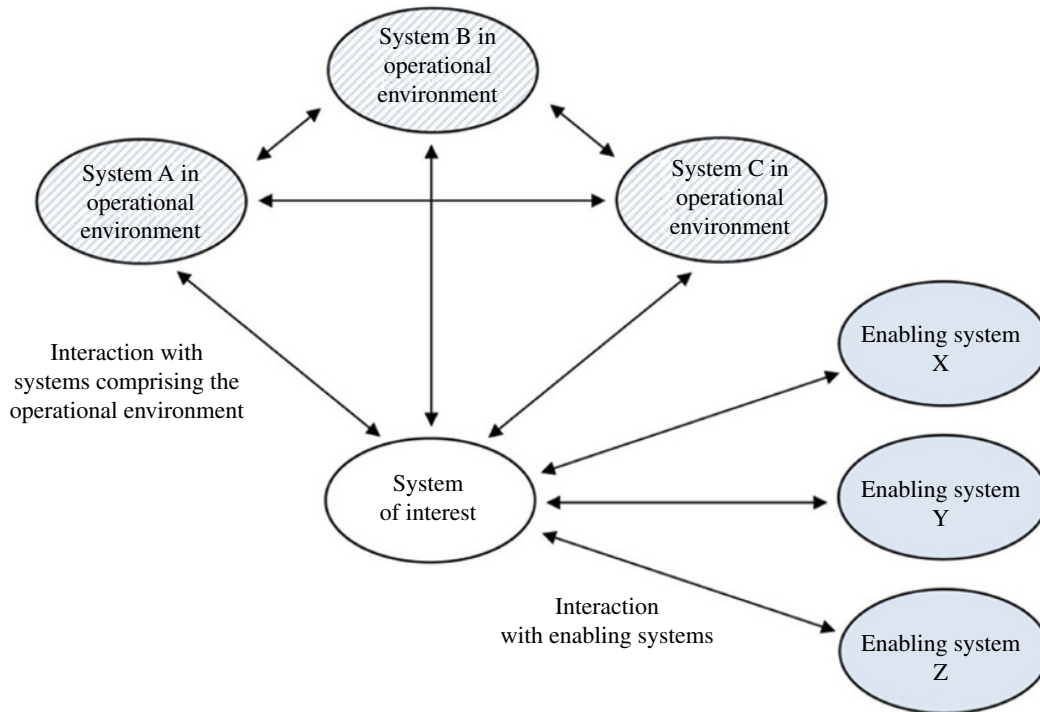 System B in
operational
environment
System A in
operational
environment
System C in
operational
environment
Interaction with
systems comprising the
operational environment
Enabling system
X
System
of interest
Enabling system
Y
Interaction
with enabling systems
Enabling system
Z